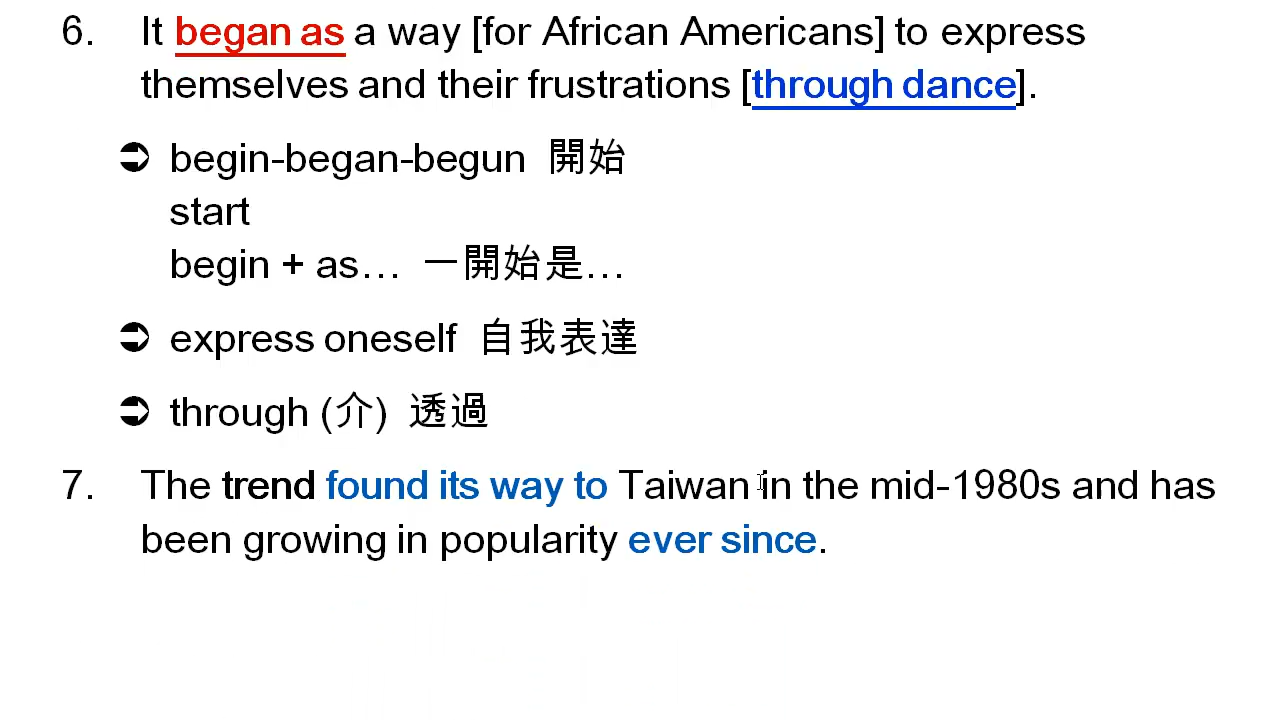 6. It began as a way [for African Americans] to express
themselves and their frustrations [through dance].
➲ begin-began-begun 開始
start
begin + as… 一開始是…
➲ express oneself 自我表達
➲ through (介) 透過
7. The trend found its way to Taiwan in the mid-1980s and has
been growing in popularity ever since.